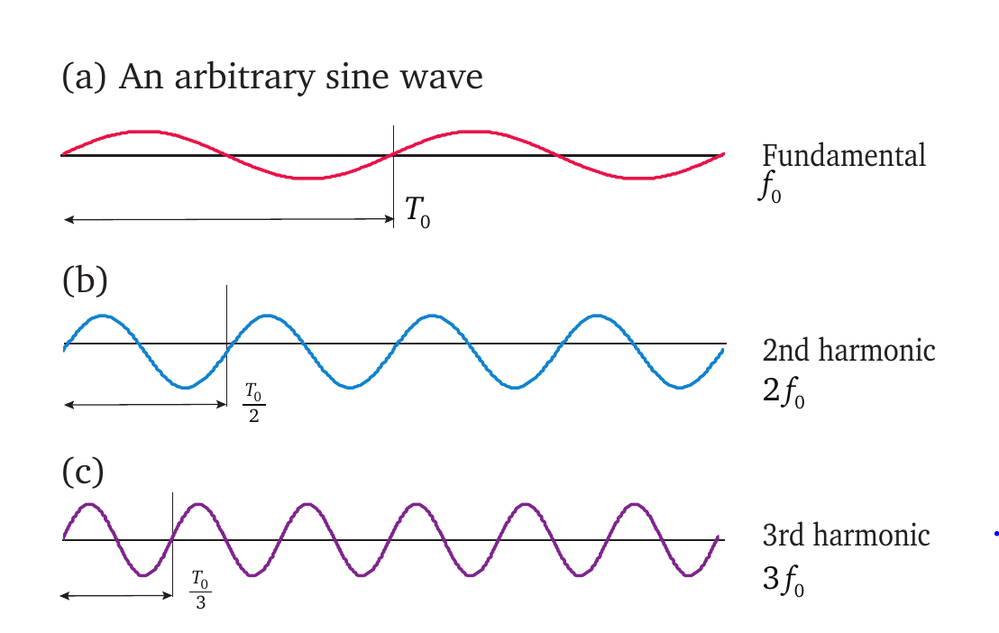 (a) An arbitrary sine wave
Fundamental
f₀
T₀
(b)
2nd harmonic
2f₀
T₀
2
(c)
3rd harmonic
3f₀
T₀
3